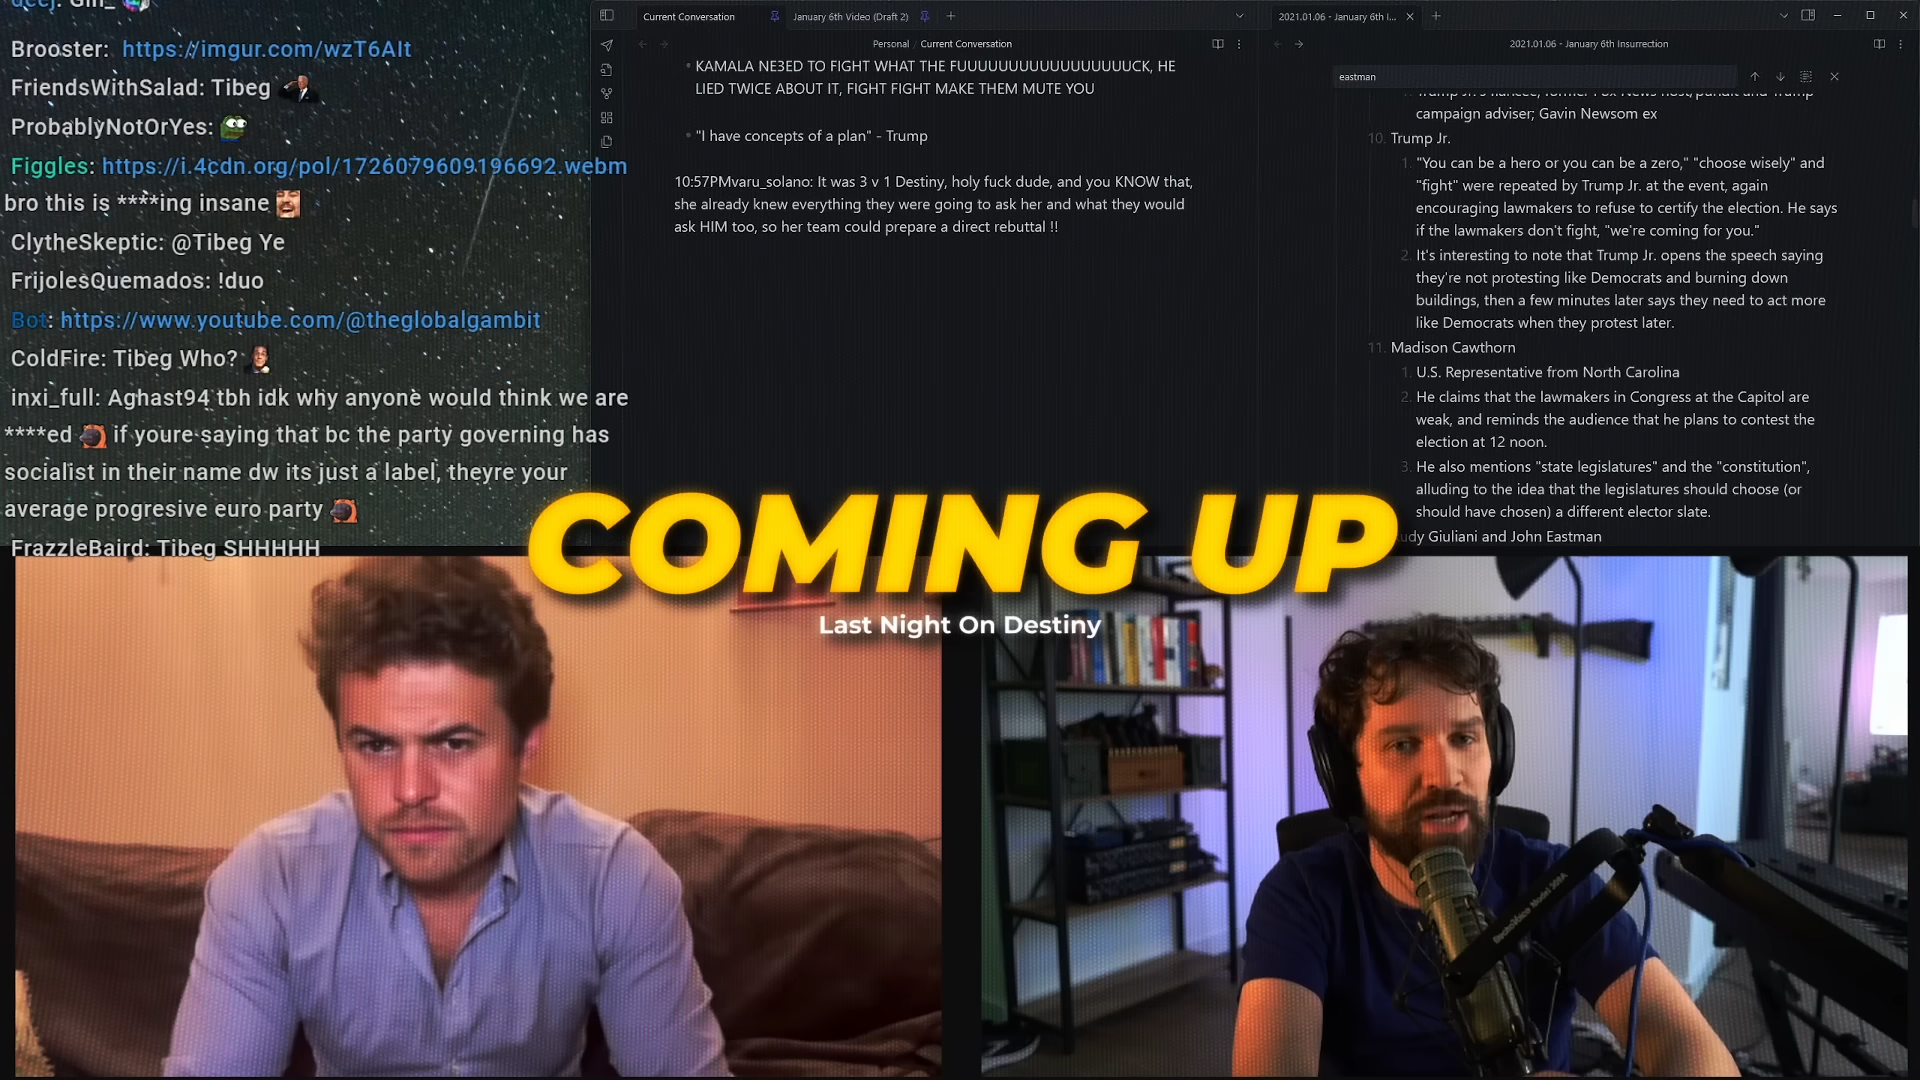 deej: Gin_
Brooster: https://imgur.com/wzT6AIt
FriendsWithSalad: Tibeg
ProbablyNotOrYes:
Figgles: https://i.4cdn.org/pol/1726079609196692.webm
bro this is ****ing insane
ClytheSkeptic: @Tibeg Ye
FrijolesQuemados: !duo
Bot: https://www.youtube.com/@theglobalgambit
ColdFire: Tibeg Who?
inxi_full: Aghast94 tbh idk why anyone would think we are
****ed if youre saying that bc the party governing has
socialist in their name dw its just a label, theyre your
average progresive euro party
FrazzleBaird: Tibeg SHHHHH
Current Conversation
January 6th Video (Draft 2)
Personal / Current Conversation
KAMALA NE3ED TO FIGHT WHAT THE FUUUUUUUUUUUUUUUUUCK, HE
LIED TWICE ABOUT IT, FIGHT FIGHT MAKE THEM MUTE YOU
"I have concepts of a plan" - Trump
10:57PMvaru_solano: It was 3 v 1 Destiny, holy fuck dude, and you KNOW that,
she already knew everything they were going to ask her and what they would
ask HIM too, so her team could prepare a direct rebuttal !!
2021.01.06 - January 6th I...
2021.01.06 - January 6th Insurrection
eastman
Trump Jr.'s fiancée, former Fox News host/pundit and Trump
campaign adviser; Gavin Newsom ex
10. Trump Jr.
1. "You can be a hero or you can be a zero," "choose wisely" and
"fight" were repeated by Trump Jr. at the event, again
encouraging lawmakers to refuse to certify the election. He says
if the lawmakers don't fight, "we're coming for you."
2. It's interesting to note that Trump Jr. opens the speech saying
they're not protesting like Democrats and burning down
buildings, then a few minutes later says they need to act more
like Democrats when they protest later.
11. Madison Cawthorn
1. U.S. Representative from North Carolina
2. He claims that the lawmakers in Congress at the Capitol are
weak, and reminds the audience that he plans to contest the
election at 12 noon.
3. He also mentions "state legislatures" and the "constitution",
alluding to the idea that the legislatures should choose (or
should have chosen) a different elector slate.
udy Giuliani and John Eastman
COMING UP
Last Night On Destiny